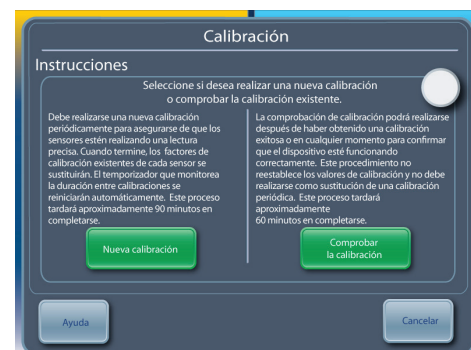 Calibración
Instrucciones
Seleccione si desea realizar una nueva calibración
o comprobar la calibración existente.
Debe realizarse una nueva calibración
periódicamente para asegurarse de que los
sensores estén realizando una lectura
precisa. Cuando termine, los factores de
calibración existentes de cada sensor se
sustituirán. El temporizador que monitorea
la duración entre calibraciones se
reiniciarán automáticamente. Este proceso
tardará aproximadamente 90 minutos en
completarse.
Nueva calibración
La comprobación de calibración podrá realizarse
después de haber obtenido una calibración
exitosa o en cualquier momento para confirmar
que el dispositivo esté funcionando
correctamente. Este procedimiento no
reestablece los valores de calibración y no debe
realizarse como sustitución de una calibración
periódica. Este proceso tardará
aproximadamente
60 minutos en completarse.
Comprobar
la calibración
Ayuda
Cancelar